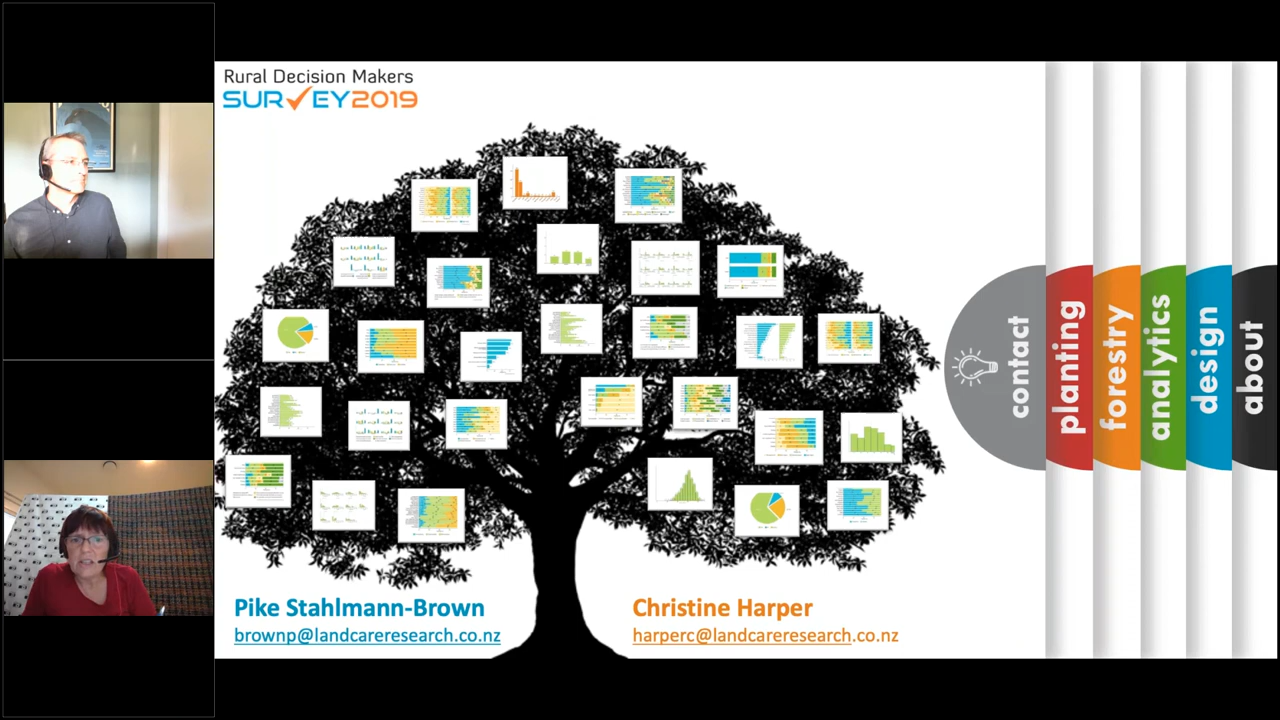 Rural Decision Makers
SURVEY2019
contact
planting
forestry
analytics
design
about
Pike Stahlmann-Brown
Christine Harper
brownp@landcareresearch.co.nz
harperc@landcareresearch.co.nz